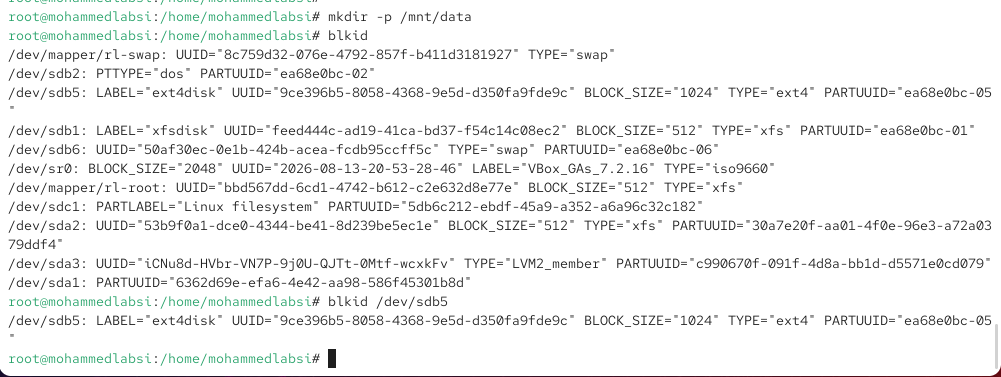 root@mohammedlabsi:/home/mohammedlabsi# mkdir -p /mnt/data
root@mohammedlabsi:/home/mohammedlabsi# blkid
/dev/mapper/rl-swap: UUID="8c759d32-076e-4792-857f-b411d3181927" TYPE="swap"
/dev/sdb2: PTTYPE="dos" PARTUUID="ea68e0bc-02"
/dev/sdb5: LABEL="ext4disk" UUID="9ce396b5-8058-4368-9e5d-d350fa9fde9c" BLOCK_SIZE="1024" TYPE="ext4" PARTUUID="ea68e0bc-05
"
/dev/sdb1: LABEL="xfsdisk" UUID="feed444c-ad19-41ca-bd37-f54c14c08ec2" BLOCK_SIZE="512" TYPE="xfs" PARTUUID="ea68e0bc-01"
/dev/sdb6: UUID="50af30ec-0e1b-424b-acea-fcdb95ccff5c" TYPE="swap" PARTUUID="ea68e0bc-06"
/dev/sr0: BLOCK_SIZE="2048" UUID="2026-08-13-20-53-28-46" LABEL="VBox_GAs_7.2.16" TYPE="iso9660"
/dev/mapper/rl-root: UUID="bbd567dd-6cd1-4742-b612-c2e632d8e77e" BLOCK_SIZE="512" TYPE="xfs"
/dev/sdc1: PARTLABEL="Linux filesystem" PARTUUID="5db6c212-ebdf-45a9-a352-a6a96c32c182"
/dev/sda2: UUID="53b9f0a1-dce0-4344-be41-8d239be5ec1e" BLOCK_SIZE="512" TYPE="xfs" PARTUUID="30a7e20f-aa01-4f0e-96e3-a72a03
79ddf4"
/dev/sda3: UUID="iCNu8d-HVbr-VN7P-9j0U-QJTt-0Mtf-wcxkFv" TYPE="LVM2_member" PARTUUID="c990670f-091f-4d8a-bb1d-d5571e0cd079"
/dev/sda1: PARTUUID="6362d69e-efa6-4e42-aa98-586f45301b8d"
root@mohammedlabsi:/home/mohammedlabsi# blkid /dev/sdb5
/dev/sdb5: LABEL="ext4disk" UUID="9ce396b5-8058-4368-9e5d-d350fa9fde9c" BLOCK_SIZE="1024" TYPE="ext4" PARTUUID="ea68e0bc-05
"
root@mohammedlabsi:/home/mohammedlabsi#